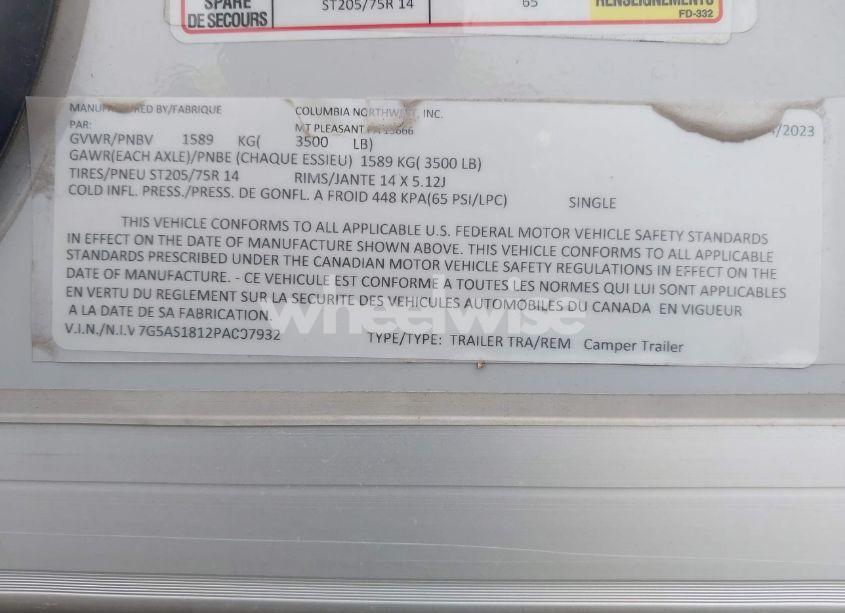 SPARE
DE SECOURS
ST205/75R 14
65
RENSEIGNEMENTS
FD-332
MANUFACTURED BY/FABRIQUE COLUMBIA NORTHWEST, INC.
PAR: MT PLEASANT PA 15666 /2023
GVWR/PNBV 1589 KG( 3500 LB)
GAWR(EACH AXLE)/PNBE (CHAQUE ESSIEU) 1589 KG( 3500 LB)
TIRES/PNEU ST205/75R 14 RIMS/JANTE 14 X 5.12J
COLD INFL. PRESS./PRESS. DE GONFL. A FROID 448 KPA(65 PSI/LPC) SINGLE
THIS VEHICLE CONFORMS TO ALL APPLICABLE U.S. FEDERAL MOTOR VEHICLE SAFETY STANDARDS
IN EFFECT ON THE DATE OF MANUFACTURE SHOWN ABOVE. THIS VEHICLE CONFORMS TO ALL APPLICABLE
STANDARDS PRESCRIBED UNDER THE CANADIAN MOTOR VEHICLE SAFETY REGULATIONS IN EFFECT ON THE
DATE OF MANUFACTURE. - CE VEHICULE EST CONFORME A TOUTES LES NORMES QUI LUI SONT APPLICABLES
EN VERTU DU REGLEMENT SUR LA SECURITE DES VEHICULES AUTOMOBILES DU CANADA EN VIGUEUR
A LA DATE DE SA FABRICATION.
V.I.N./N.I.V 7G5AS1812PAC07932 TYPE/TYPE: TRAILER TRA/REM Camper Trailer
wheelwise